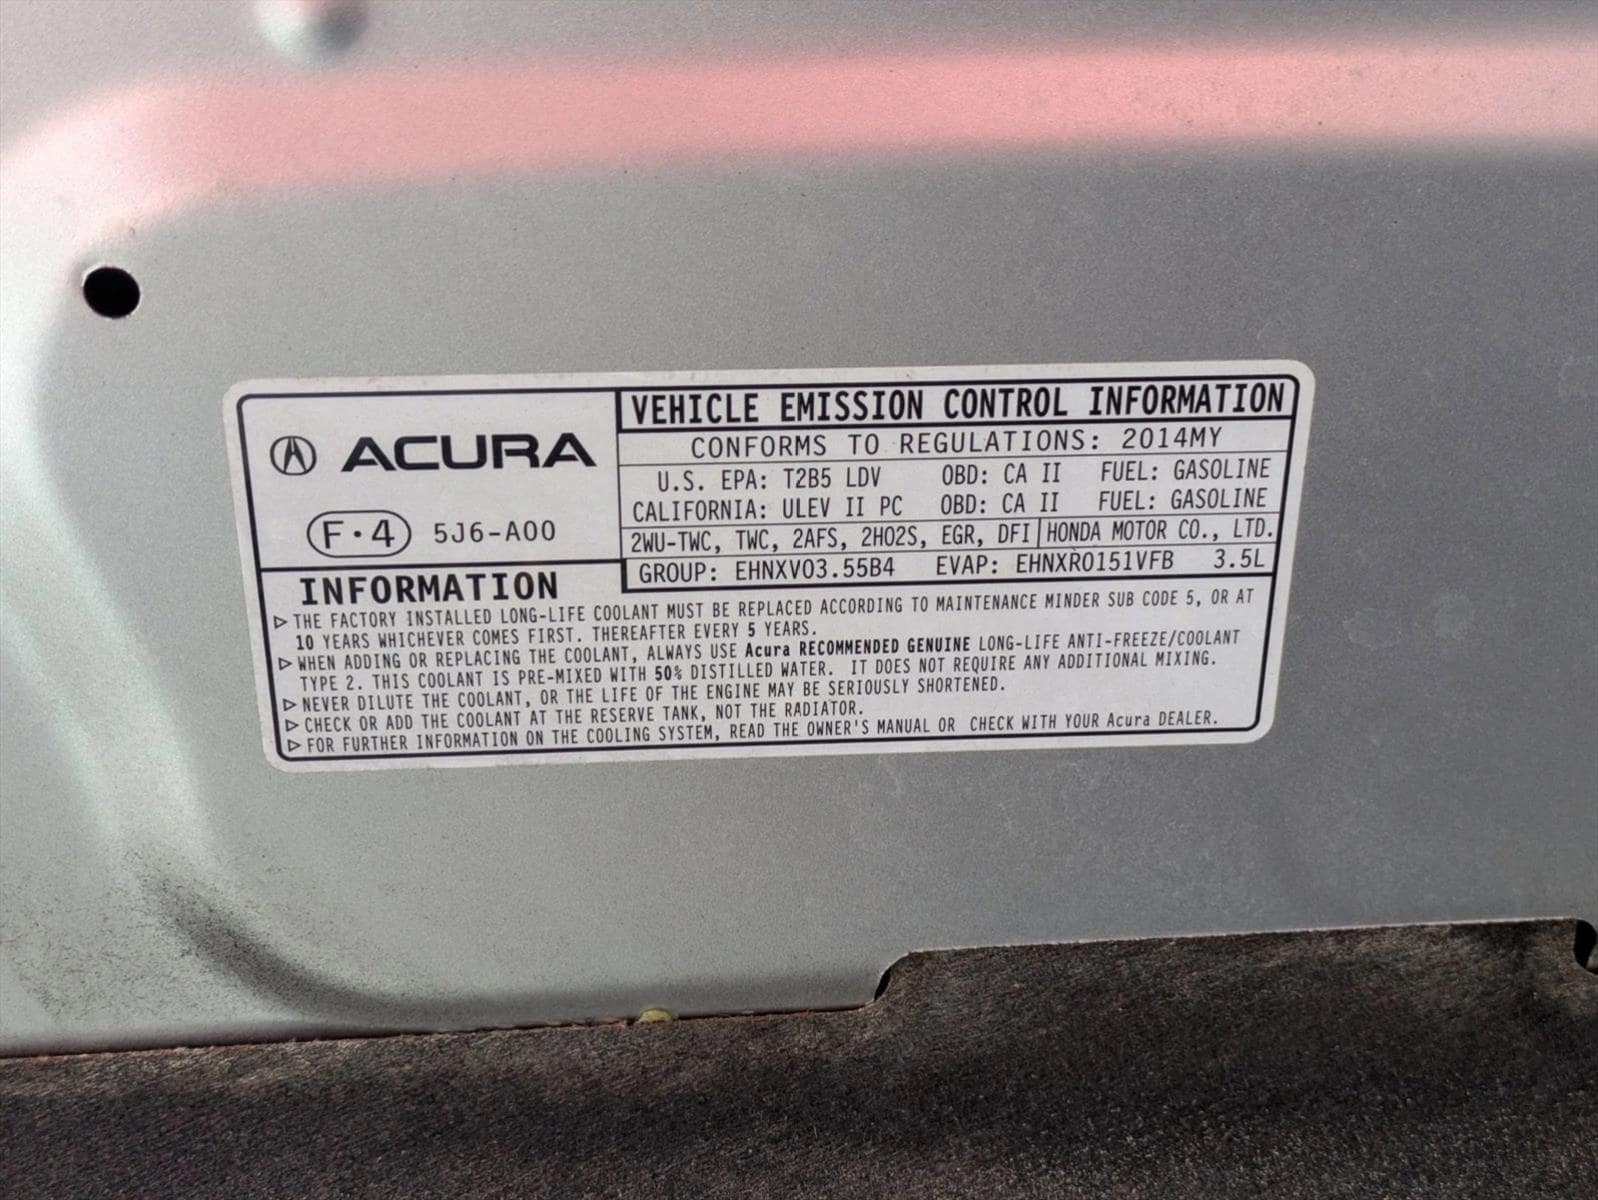 ACURA
F·4 5J6-A00
VEHICLE EMISSION CONTROL INFORMATION
CONFORMS TO REGULATIONS: 2014MY
U.S. EPA: T2B5 LDV OBD: CA II FUEL: GASOLINE
CALIFORNIA: ULEV II PC OBD: CA II FUEL: GASOLINE
2WU-TWC, TWC, 2AFS, 2HO2S, EGR, DFI HONDA MOTOR CO., LTD.
GROUP: EHNXV03.55B4 EVAP: EHNXR0151VFB 3.5L
INFORMATION
▷ THE FACTORY INSTALLED LONG-LIFE COOLANT MUST BE REPLACED ACCORDING TO MAINTENANCE MINDER SUB CODE 5, OR AT
10 YEARS WHICHEVER COMES FIRST. THEREAFTER EVERY 5 YEARS.
▷ WHEN ADDING OR REPLACING THE COOLANT, ALWAYS USE Acura RECOMMENDED GENUINE LONG-LIFE ANTI-FREEZE/COOLANT
TYPE 2. THIS COOLANT IS PRE-MIXED WITH 50% DISTILLED WATER. IT DOES NOT REQUIRE ANY ADDITIONAL MIXING.
▷ NEVER DILUTE THE COOLANT, OR THE LIFE OF THE ENGINE MAY BE SERIOUSLY SHORTENED.
▷ CHECK OR ADD THE COOLANT AT THE RESERVE TANK, NOT THE RADIATOR.
▷ FOR FURTHER INFORMATION ON THE COOLING SYSTEM, READ THE OWNER'S MANUAL OR CHECK WITH YOUR Acura DEALER.